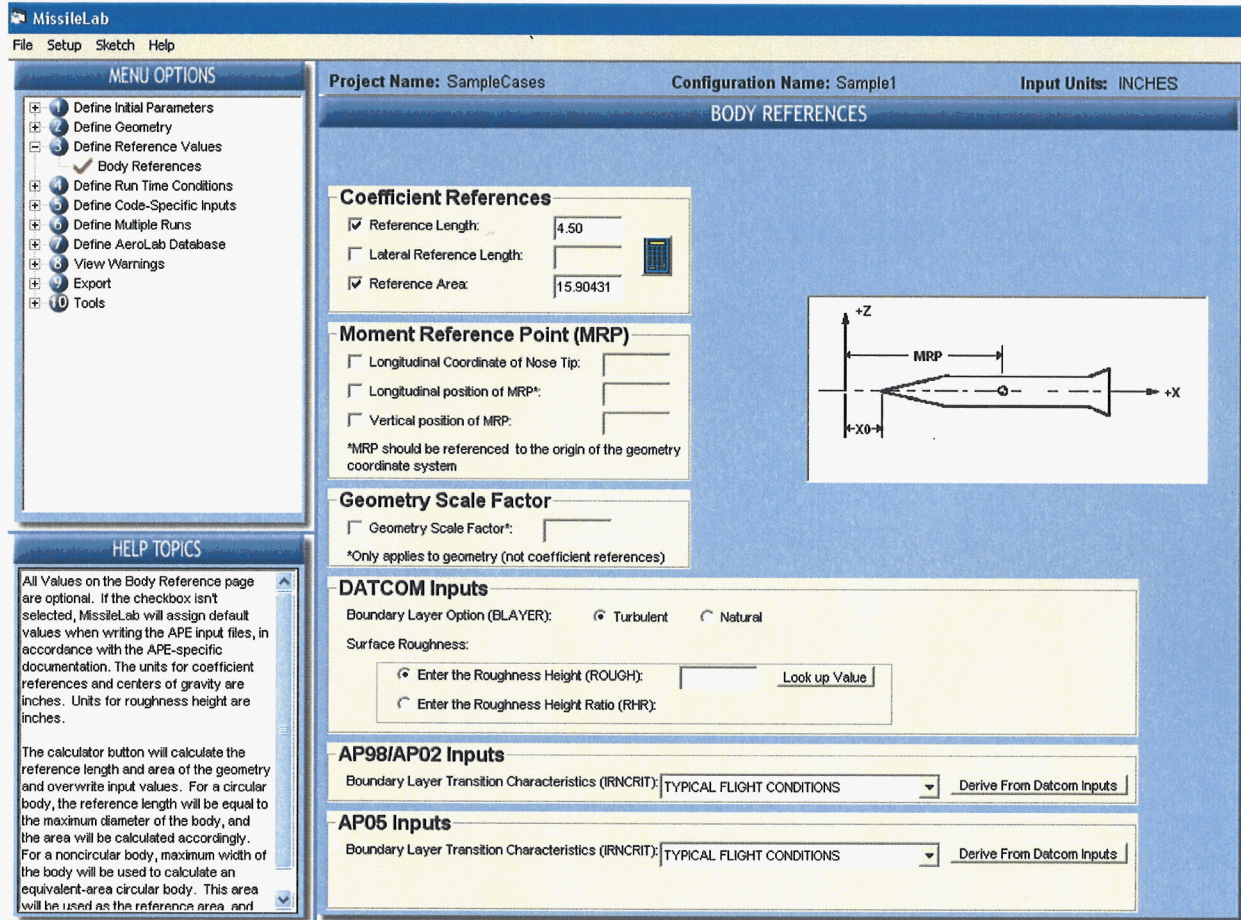 MissileLab
File Setup Sketch Help
MENU OPTIONS
1 Define Initial Parameters
2 Define Geometry
3 Define Reference Values
Body References
4 Define Run Time Conditions
5 Define Code-Specific Inputs
6 Define Multiple Runs
7 Define AeroLab Database
8 View Warnings
9 Export
10 Tools
HELP TOPICS
All Values on the Body Reference page
are optional. If the checkbox isn't
selected, MissileLab will assign default
values when writing the APE input files, in
accordance with the APE-specific
documentation. The units for coefficient
references and centers of gravity are
inches. Units for roughness height are
inches.
The calculator button will calculate the
reference length and area of the geometry
and overwrite input values. For a circular
body, the reference length will be equal to
the maximum diameter of the body, and
the area will be calculated accordingly.
For a noncircular body, maximum width of
the body will be used to calculate an
equivalent-area circular body. This area
will be used as the reference area, and
Project Name: SampleCases Configuration Name: Sample1 Input Units: INCHES
BODY REFERENCES
Coefficient References
Reference Length: 4.50
Lateral Reference Length:
Reference Area: 15.90431
Moment Reference Point (MRP)
Longitudinal Coordinate of Nose Tip:
Longitudinal position of MRP*:
Vertical position of MRP:
*MRP should be referenced to the origin of the geometry
coordinate system
+Z
MRP
+X
X0
Geometry Scale Factor
Geometry Scale Factor*:
*Only applies to geometry (not coefficient references)
DATCOM Inputs
Boundary Layer Option (BLAYER): Turbulent Natural
Surface Roughness:
Enter the Roughness Height (ROUGH): Look up Value
Enter the Roughness Height Ratio (RHR):
AP98/AP02 Inputs
Boundary Layer Transition Characteristics (IRNCRIT): TYPICAL FLIGHT CONDITIONS Derive From Datcom Inputs
AP05 Inputs
Boundary Layer Transition Characteristics (IRNCRIT): TYPICAL FLIGHT CONDITIONS Derive From Datcom Inputs